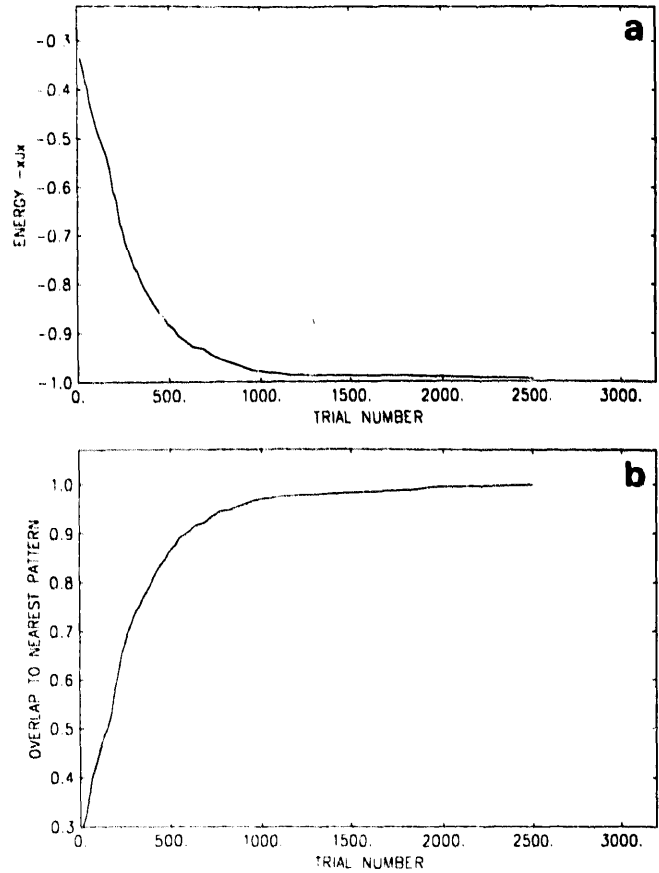 a
-0.3
-0.4
-0.5
-0.6
-0.7
-0.8
-0.9
-1.0
ENERGY -xJx
0. 500. 1000. 1500. 2000. 2500. 3000.
TRIAL NUMBER
b
1.0
0.9
0.8
0.7
0.6
0.5
0.4
0.3
OVERLAP TO NEAREST PATTERN
0. 500. 1000. 1500. 2000. 2500. 3000.
TRIAL NUMBER